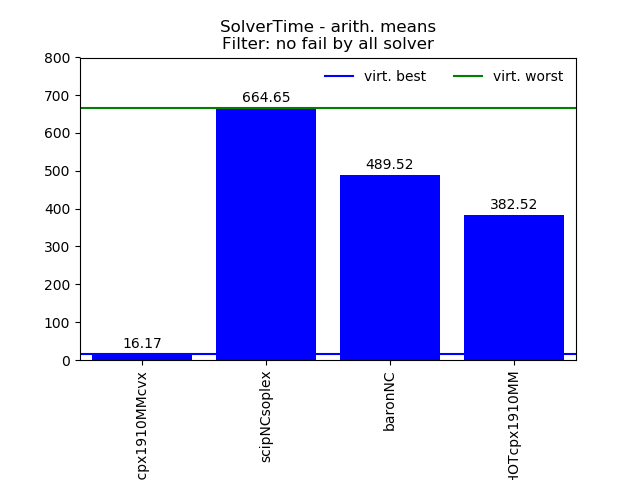 SolverTime - arith. means
Filter: no fail by all solver
virt. best
virt. worst
800
700
600
500
400
300
200
100
0
16.17
664.65
489.52
382.52
cpx1910MMcvx
scipNCsoplex
baronNC
HOTcpx1910MM